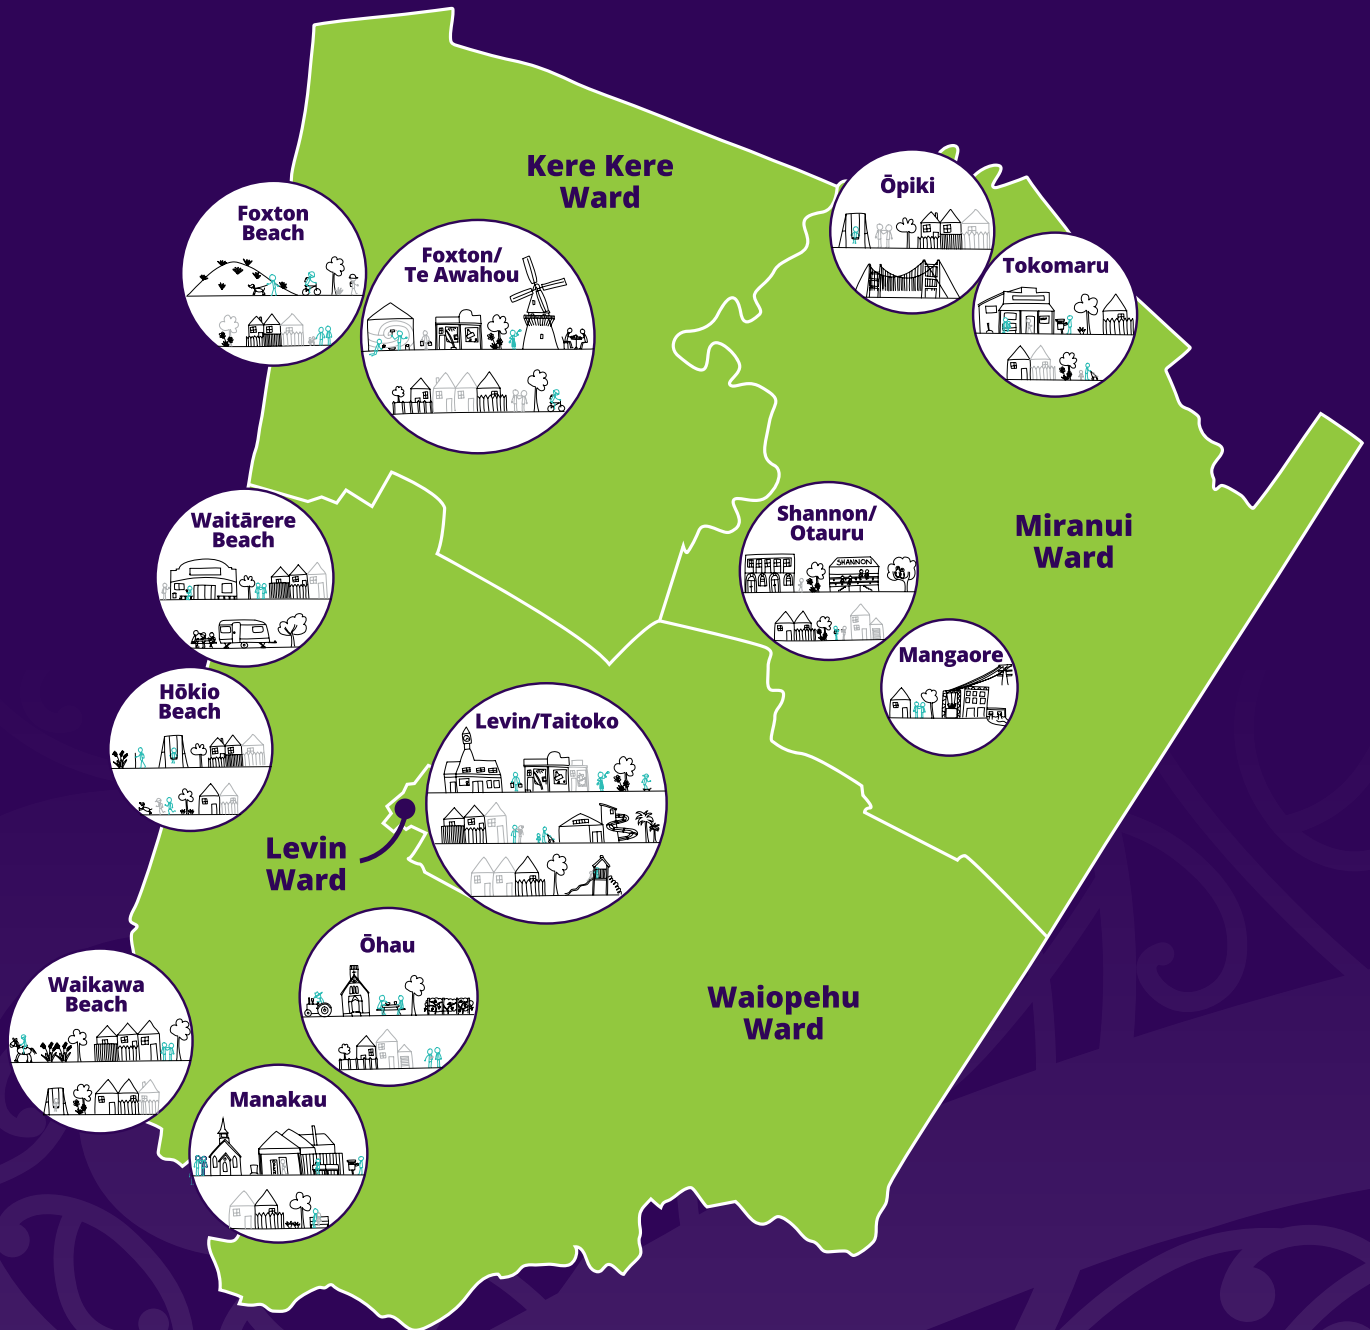 Kere Kere
Ward
Ōpiki
Foxton
Beach
Foxton/
Te Awahou
Tokomaru
Waitārere
Beach
Shannon/
Otauru
SHANNON
Miranui
Ward
Mangaore
Hōkio
Beach
Levin/Taitoko
Levin
Ward
Ōhau
Waikawa
Beach
Waiopehu
Ward
Manakau